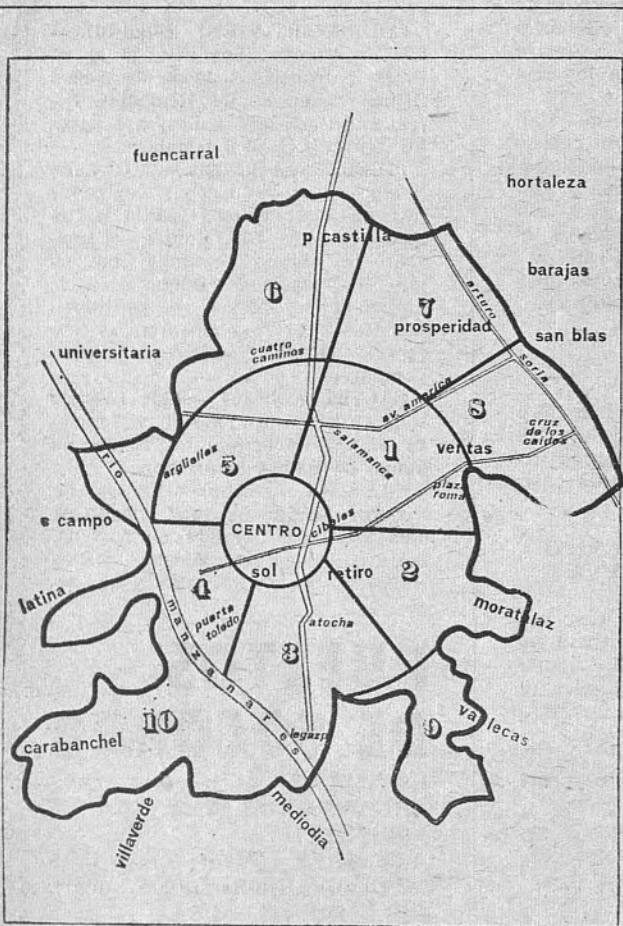 fuencarral
hortaleza
p castilla
barajas
6
7
arturo
soria
prosperidad
san blas
universitaria
cuatro
caminos
av. america
8
cruz
de los
caidos
salamanca
1
ventas
argüelles
5
plaza
roma
rio
manzanares
e campo
CENTRO
cibeles
sol
retiro
2
latina
4
puerta
toledo
atocha
moratalaz
3
10
carabanchel
legazpi
9
vallecas
mediodia
villaverde